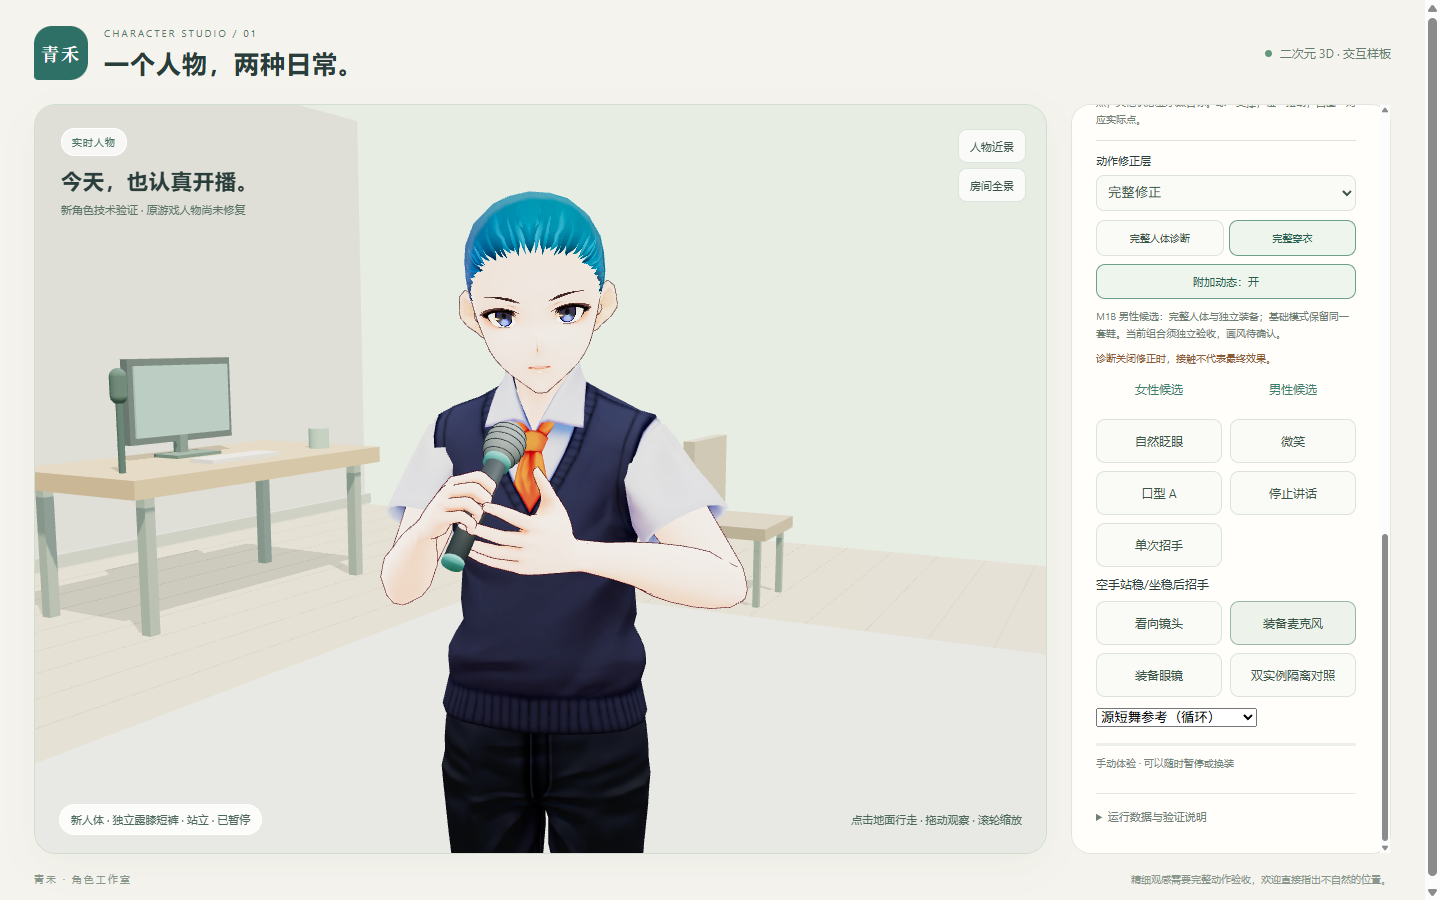 青禾
CHARACTER STUDIO / 01
一个人物，两种日常。
二次元 3D · 交互样板
实时人物
今天，也认真开播。
新角色技术验证 · 原游戏人物尚未修复
人物近景
房间全景
新人体 · 独立露膝短裤 · 站立 · 已暂停
点击地面行走 · 拖动观察 · 滚轮缩放
应实际点。
动作修正层
完整修正
完整人体诊断
完整穿衣
附加动态：开
M1B 男性候选：完整人体与独立装备；基础模式保留同一
套鞋。当前组合须独立验收，画风待确认。
诊断关闭修正时，接触不代表最终效果。
女性候选
男性候选
自然眨眼
微笑
口型 A
停止讲话
单次招手
空手站稳/坐稳后招手
看向镜头
装备麦克风
装备眼镜
双实例隔离对照
源短舞参考（循环）
手动体验 · 可以随时暂停或换装
运行数据与验证说明
青禾 · 角色工作室
精细观感需要完整动作验收，欢迎直接指出不自然的位置。